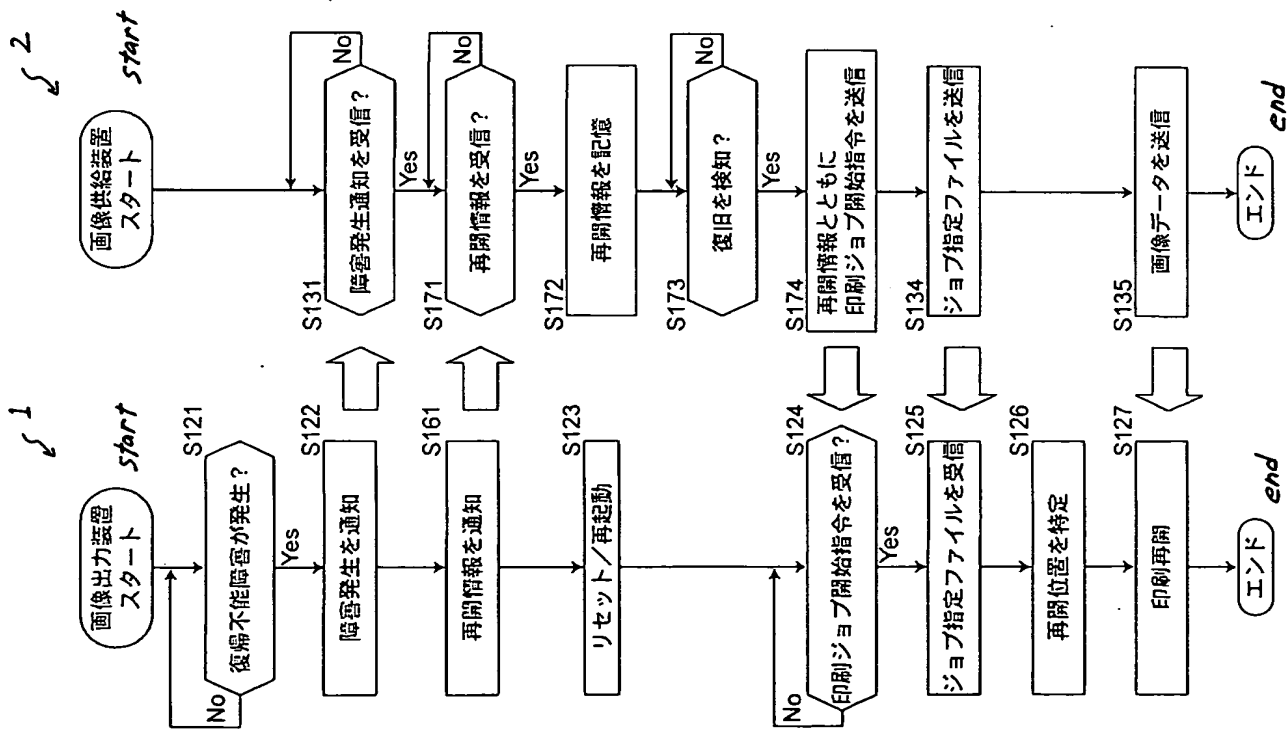 1
start
画像出力装置
スタート
S121
復帰不能障害が発生?
No
Yes
S122
障害発生を通知
S161
再開情報を通知
S123
リセット/再起動
S124
印刷ジョブ開始指令を受信?
No
Yes
S125
ジョブ指定ファイルを受信
S126
再開位置を特定
S127
印刷再開
エンド
end
2
start
画像供給装置
スタート
S131
障害発生通知を受信?
No
Yes
S171
再開情報を受信?
No
Yes
S172
再開情報を記憶
S173
復旧を検知?
No
Yes
S174
再開情報とともに
印刷ジョブ開始指令を送信
S134
ジョブ指定ファイルを送信
S135
画像データを送信
エンド
end